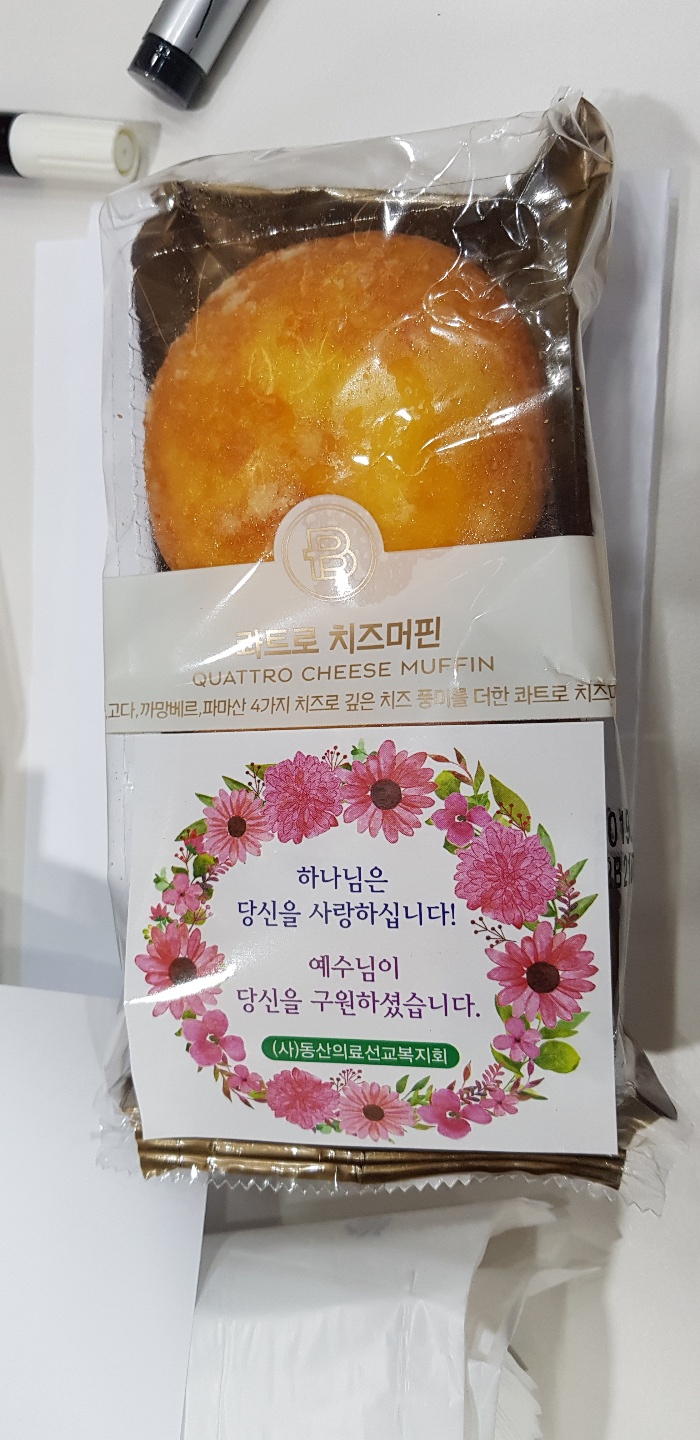 B
콰트로 치즈머핀
QUATTRO CHEESE MUFFIN
고다,까망베르,파마산 4가지 치즈로 깊은 치즈 풍미를 더한 콰트로 치즈
하나님은
당신을 사랑하십니다!
예수님이
당신을 구원하셨습니다.
(사)동산의료선교복지회